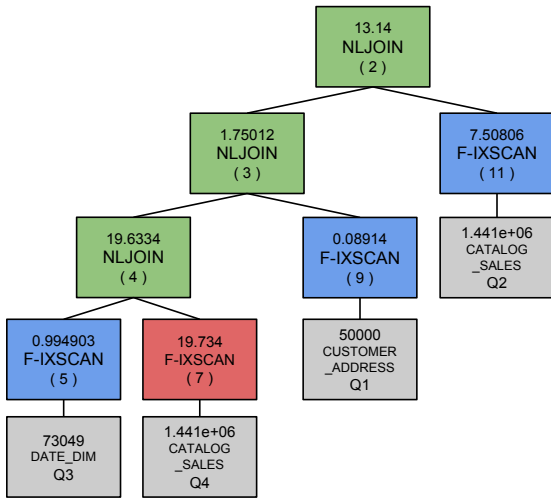 13.14
NLJOIN
( 2 )
1.75012
NLJOIN
( 3 )
7.50806
F-IXSCAN
( 11 )
19.6334
NLJOIN
( 4 )
0.08914
F-IXSCAN
( 9 )
1.441e+06
CATALOG
_SALES
Q2
0.994903
F-IXSCAN
( 5 )
19.734
F-IXSCAN
( 7 )
50000
CUSTOMER
_ADDRESS
Q1
73049
DATE_DIM
Q3
1.441e+06
CATALOG
_SALES
Q4